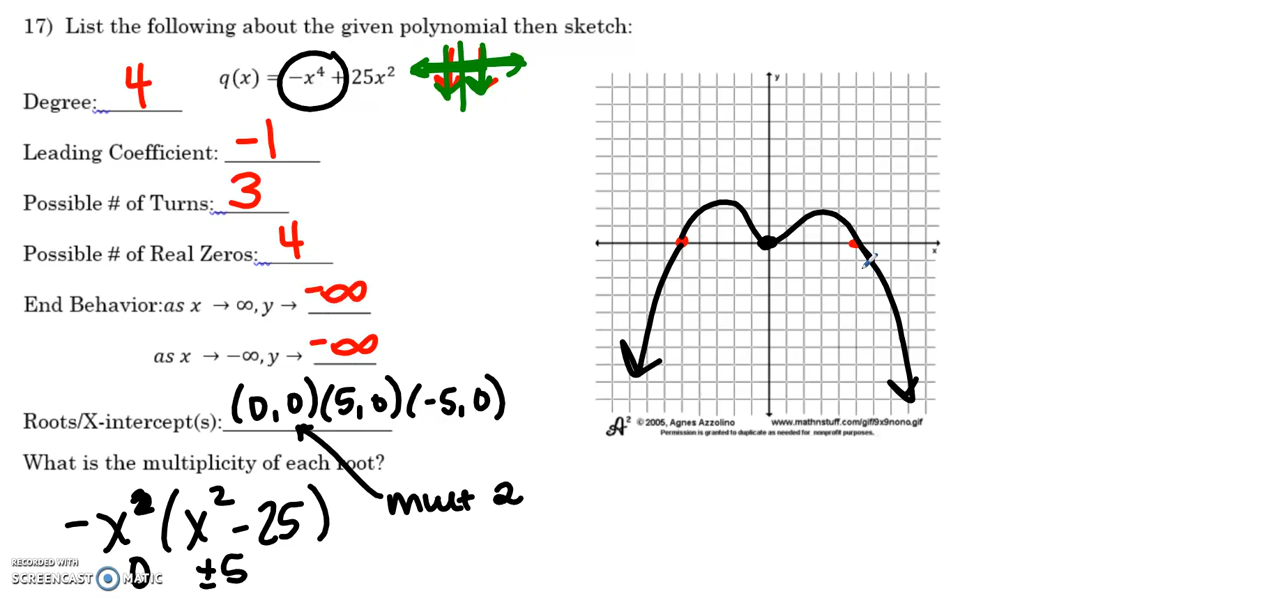 17) List the following about the given polynomial then sketch:
q(x) = −x⁴ + 25x²
Degree: 4
Leading Coefficient: -1
Possible # of Turns: 3
Possible # of Real Zeros: 4
End Behavior: as x → ∞, y → -∞
as x → −∞, y → -∞
Roots/X-intercept(s): (0,0)(5,0)(-5,0)
What is the multiplicity of each root?
mult 2
-x²(x²-25)
0 ±5
RECORDED WITH
SCREENCAST MATIC
y
x
A² © 2005, Agnes Azzolino www.mathnstuff.com/gif/9x9nono.gif
Permission is granted to duplicate as needed for nonprofit purposes.